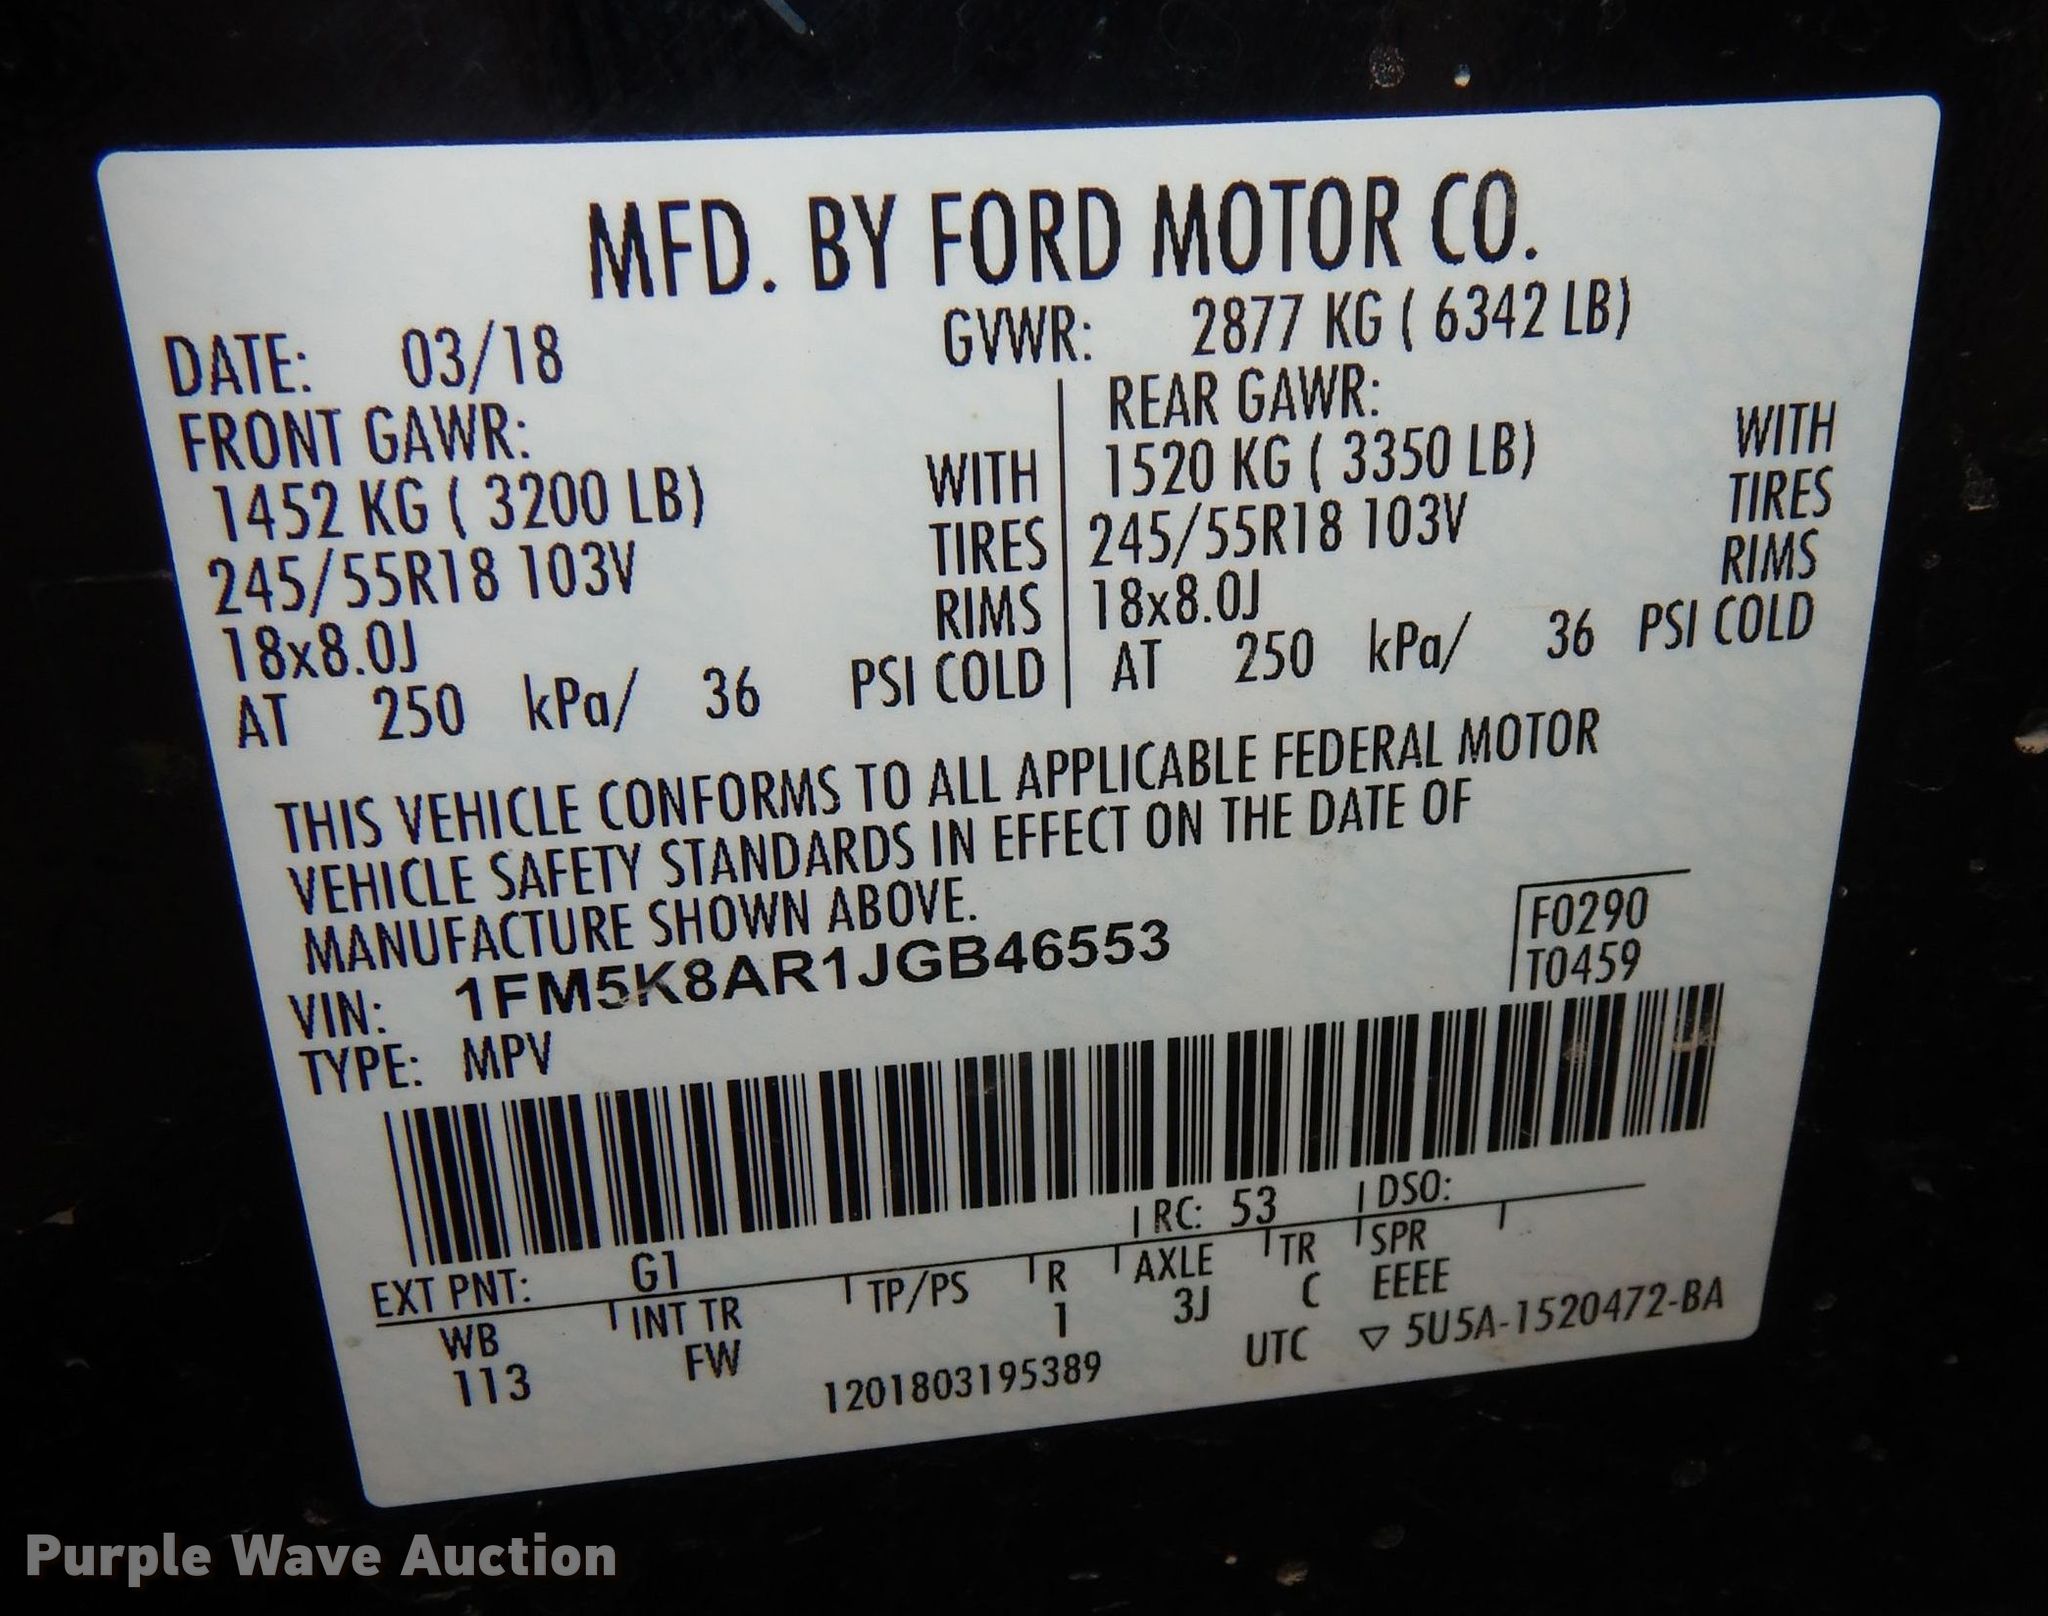 MFD. BY FORD MOTOR CO.
DATE: 03/18 GVWR: 2877 KG ( 6342 LB)
FRONT GAWR: REAR GAWR:
1452 KG ( 3200 LB) WITH 1520 KG ( 3350 LB) WITH
245/55R18 103V TIRES 245/55R18 103V TIRES
18x8.0J RIMS 18x8.0J RIMS
AT 250 kPa/ 36 PSI COLD AT 250 kPa/ 36 PSI COLD
THIS VEHICLE CONFORMS TO ALL APPLICABLE FEDERAL MOTOR
VEHICLE SAFETY STANDARDS IN EFFECT ON THE DATE OF
MANUFACTURE SHOWN ABOVE.
F0290
VIN: 1FM5K8AR1JGB46553 T0459
TYPE: MPV
EXT PNT: G1 RC: 53 DSO:
WB INT TR TP/PS R AXLE TR SPR
113 FW 1 3J C EEEE
1201803195389 UTC ▽ 5U5A-1520472-BA
Purple Wave Auction